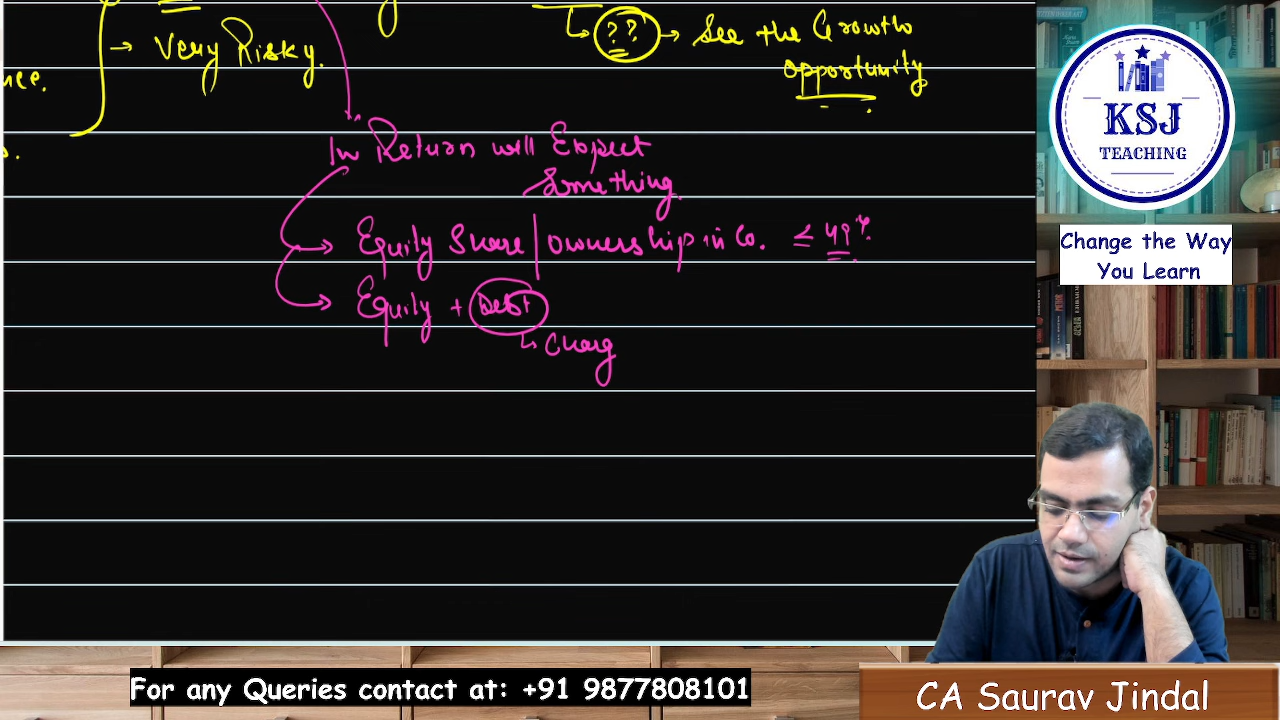 → Very Risky.
nce.
s.
?? → See the Growth
opportunity
In Return will Expect
Something
→ Equity Share | ownership in Co. ≤ 49%.
→ Equity + Debt
↳ Charg
KSJ
TEACHING
Change the Way
You Learn
For any Queries contact at: +91 9877808101
CA Saurav Jindal